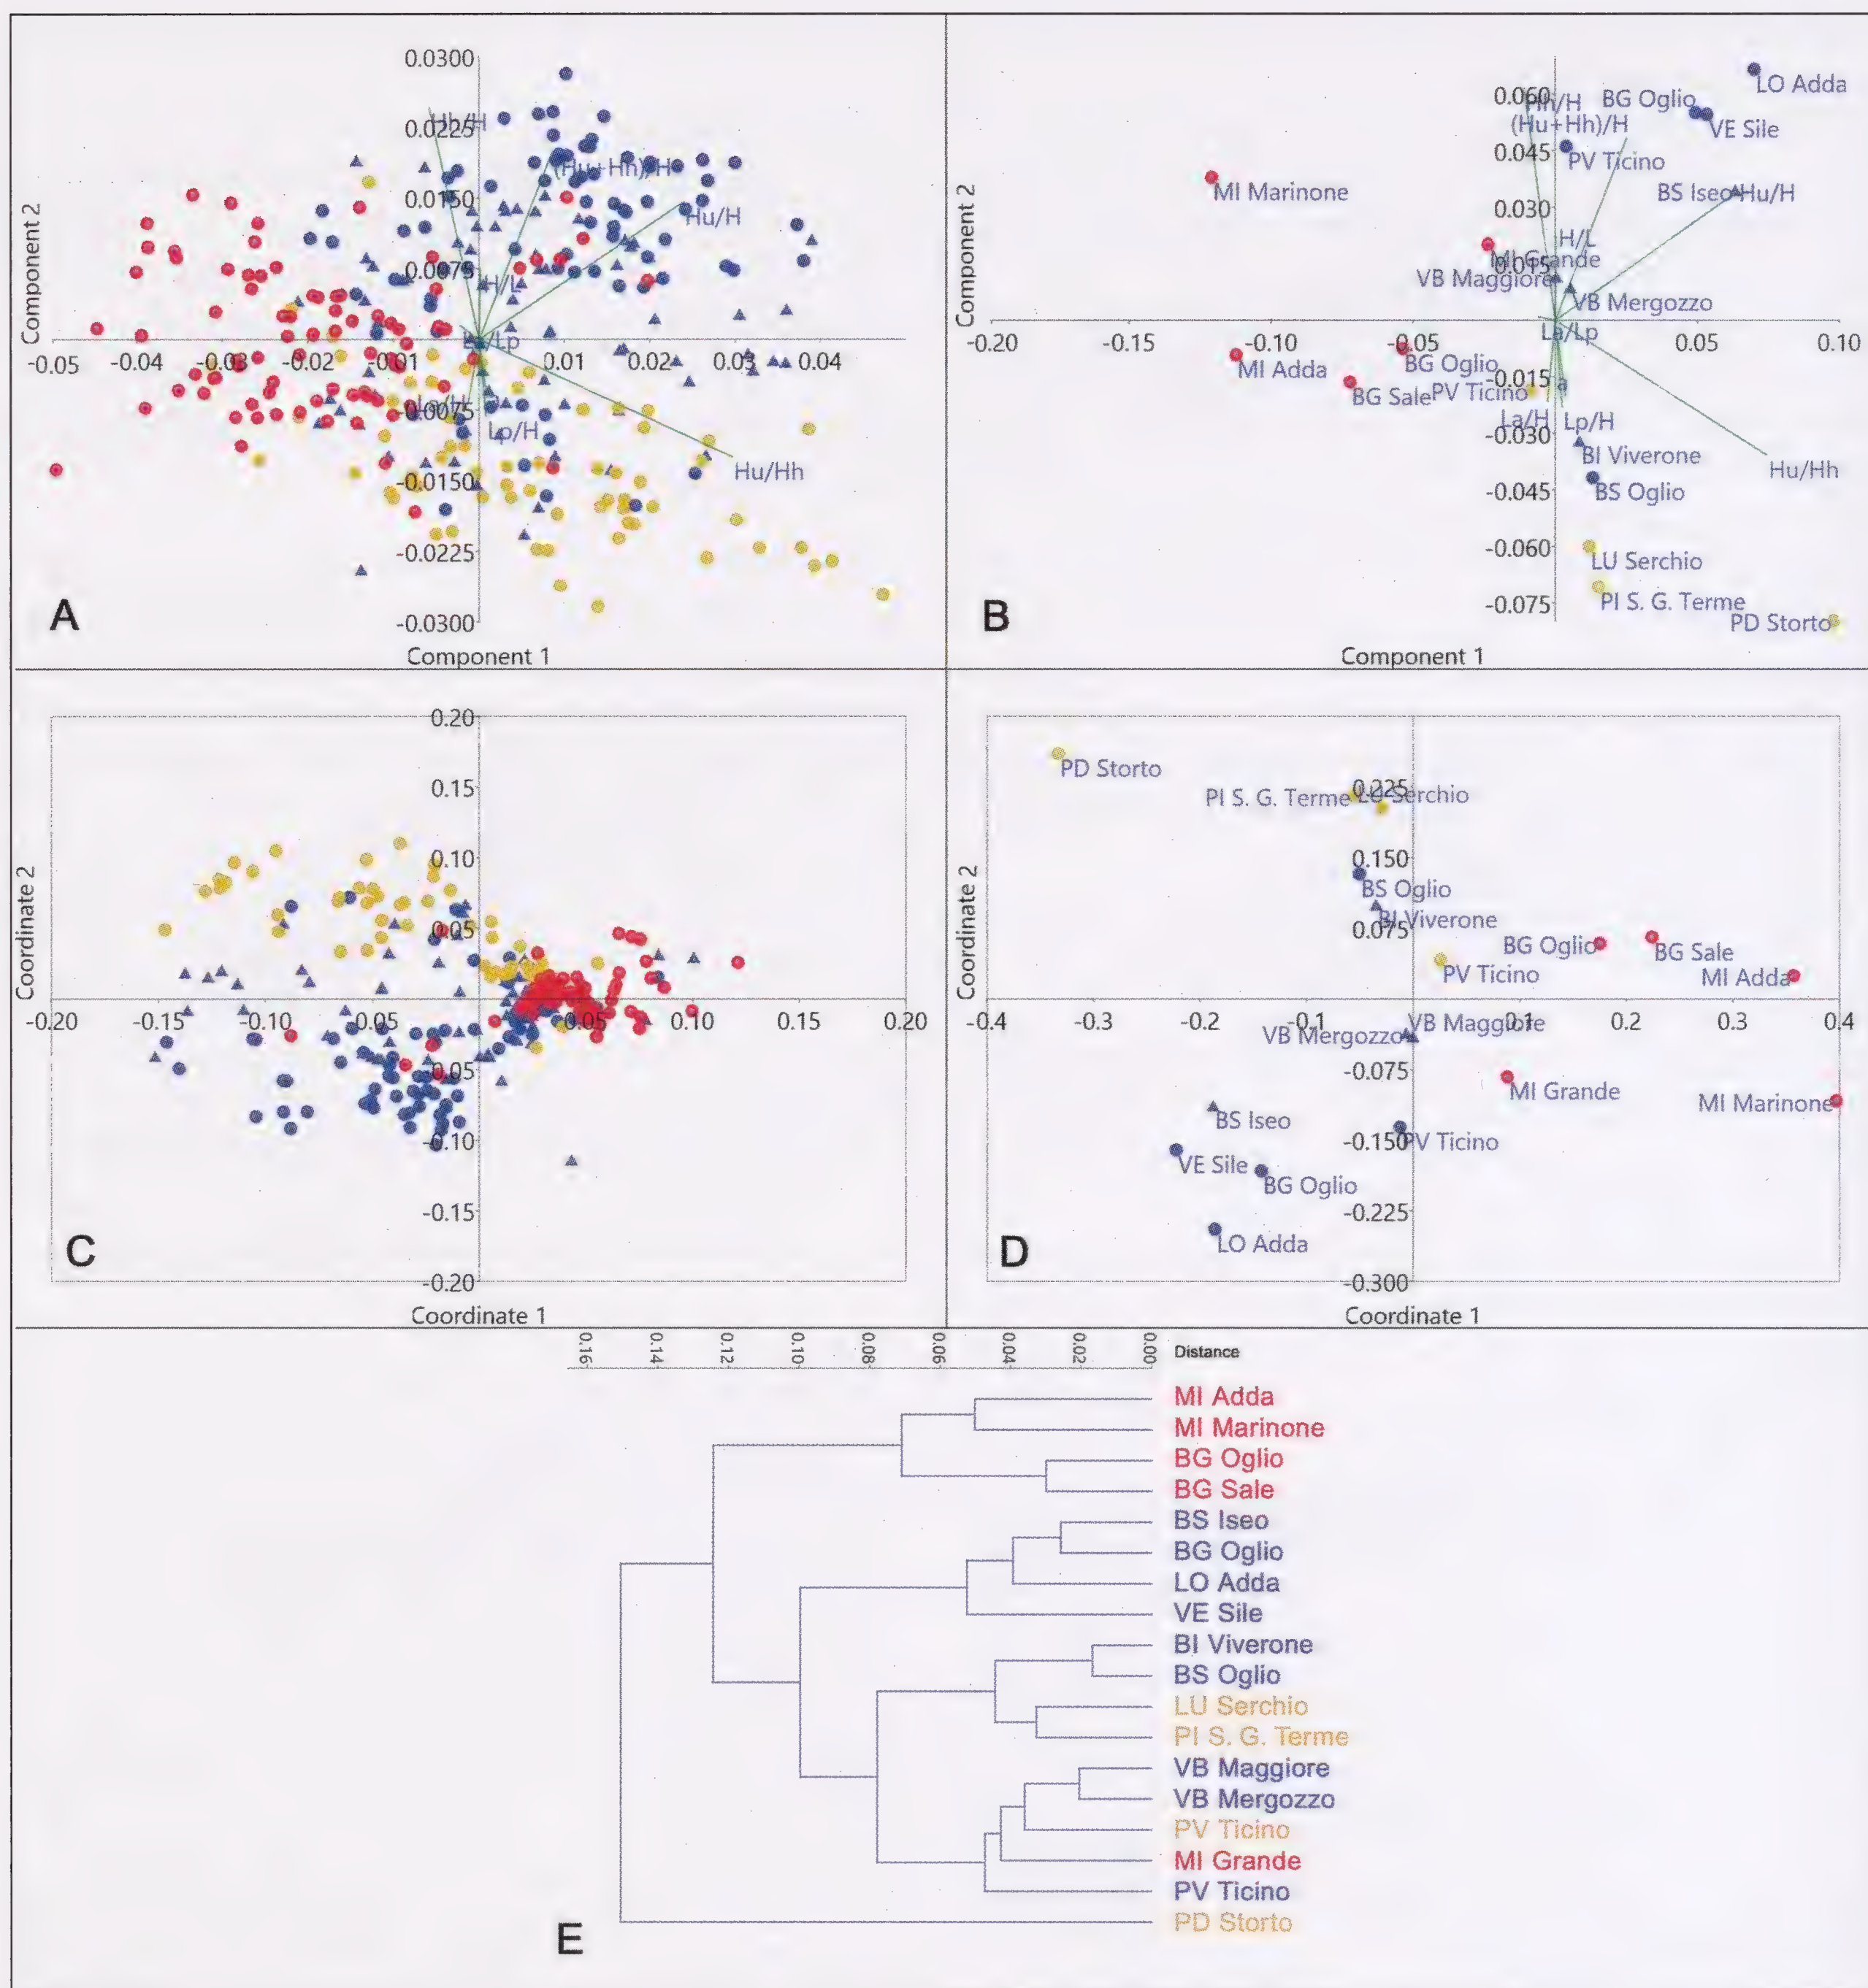 0.0300
0.0225
0.0150
0.0075
-0.0075
-0.0150
-0.0225
-0.0300
-0.05 -0.04 -0.03 -0.02 -0.01 0.01 0.02 0.03 0.04
Hh/H
(Hu+Hh)/H
Hu/H
H/L
La/Lp
La/H
Lp/H
Hu/Hh
Component 2
A
Component 1
0.060
0.045
0.030
0.015
-0.015
-0.030
-0.045
-0.060
-0.075
-0.20 -0.15 -0.10 -0.05 0.05 0.10
LO Adda
Hh/H BG Oglio
(Hu+Hh)/H VE Sile
PV Ticino
MI Marinone
BS Iseo Hu/H
H/L
MI Grande
VB Maggiore
VB Mergozzo
La/Lp
MI Adda
BG Oglio
BG Sale PV Ticino
La/H Lp/H
BI Viverone
Hu/Hh
BS Oglio
LU Serchio
PI S. G. Terme
PD Storto
Component 2
B
Component 1
0.20
0.15
0.10
0.05
-0.05
-0.10
-0.15
-0.20
-0.20 -0.15 -0.10 -0.05 0.05 0.10 0.15 0.20
Coordinate 2
C
Coordinate 1
0.225
0.150
0.075
-0.075
-0.150
-0.225
-0.300
-0.4 -0.3 -0.2 -0.1 0.1 0.2 0.3 0.4
PD Storto
PI S. G. Terme LU Serchio
BS Oglio
BI Viverone
BG Oglio BG Sale
PV Ticino MI Adda
VB Mergozzo VB Maggiore
MI Grande
MI Marinone
BS Iseo
PV Ticino
VE Sile
BG Oglio
LO Adda
Coordinate 2
D
Coordinate 1
0.16 0.14 0.12 0.10 0.08 0.06 0.04 0.02 0.00 Distance
MI Adda
MI Marinone
BG Oglio
BG Sale
BS Iseo
BG Oglio
LO Adda
VE Sile
BI Viverone
BS Oglio
LU Serchio
PI S. G. Terme
VB Maggiore
VB Mergozzo
PV Ticino
MI Grande
PV Ticino
PD Storto
E